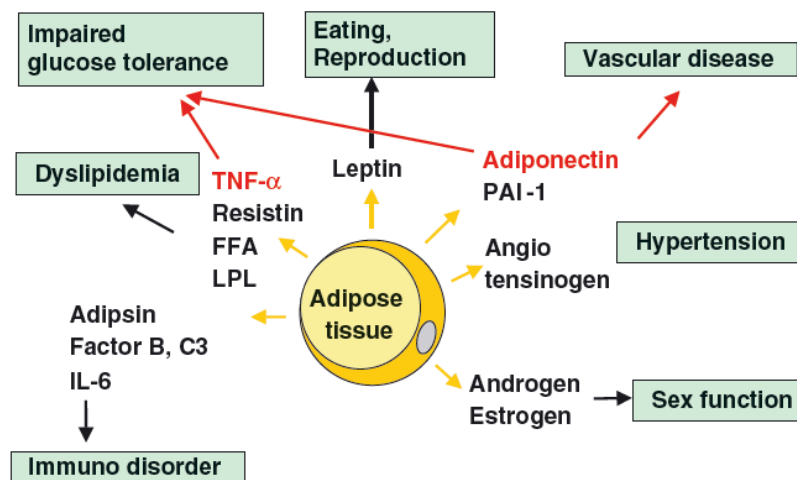 Impaired
glucose tolerance
Eating,
Reproduction
Vascular disease
Dyslipidemia
TNF-α
Resistin
FFA
LPL
Leptin
Adiponectin
PAI-1
Angio
tensinogen
Hypertension
Adipose
tissue
Adipsin
Factor B, C3
IL-6
Androgen
Estrogen
Sex function
Immuno disorder